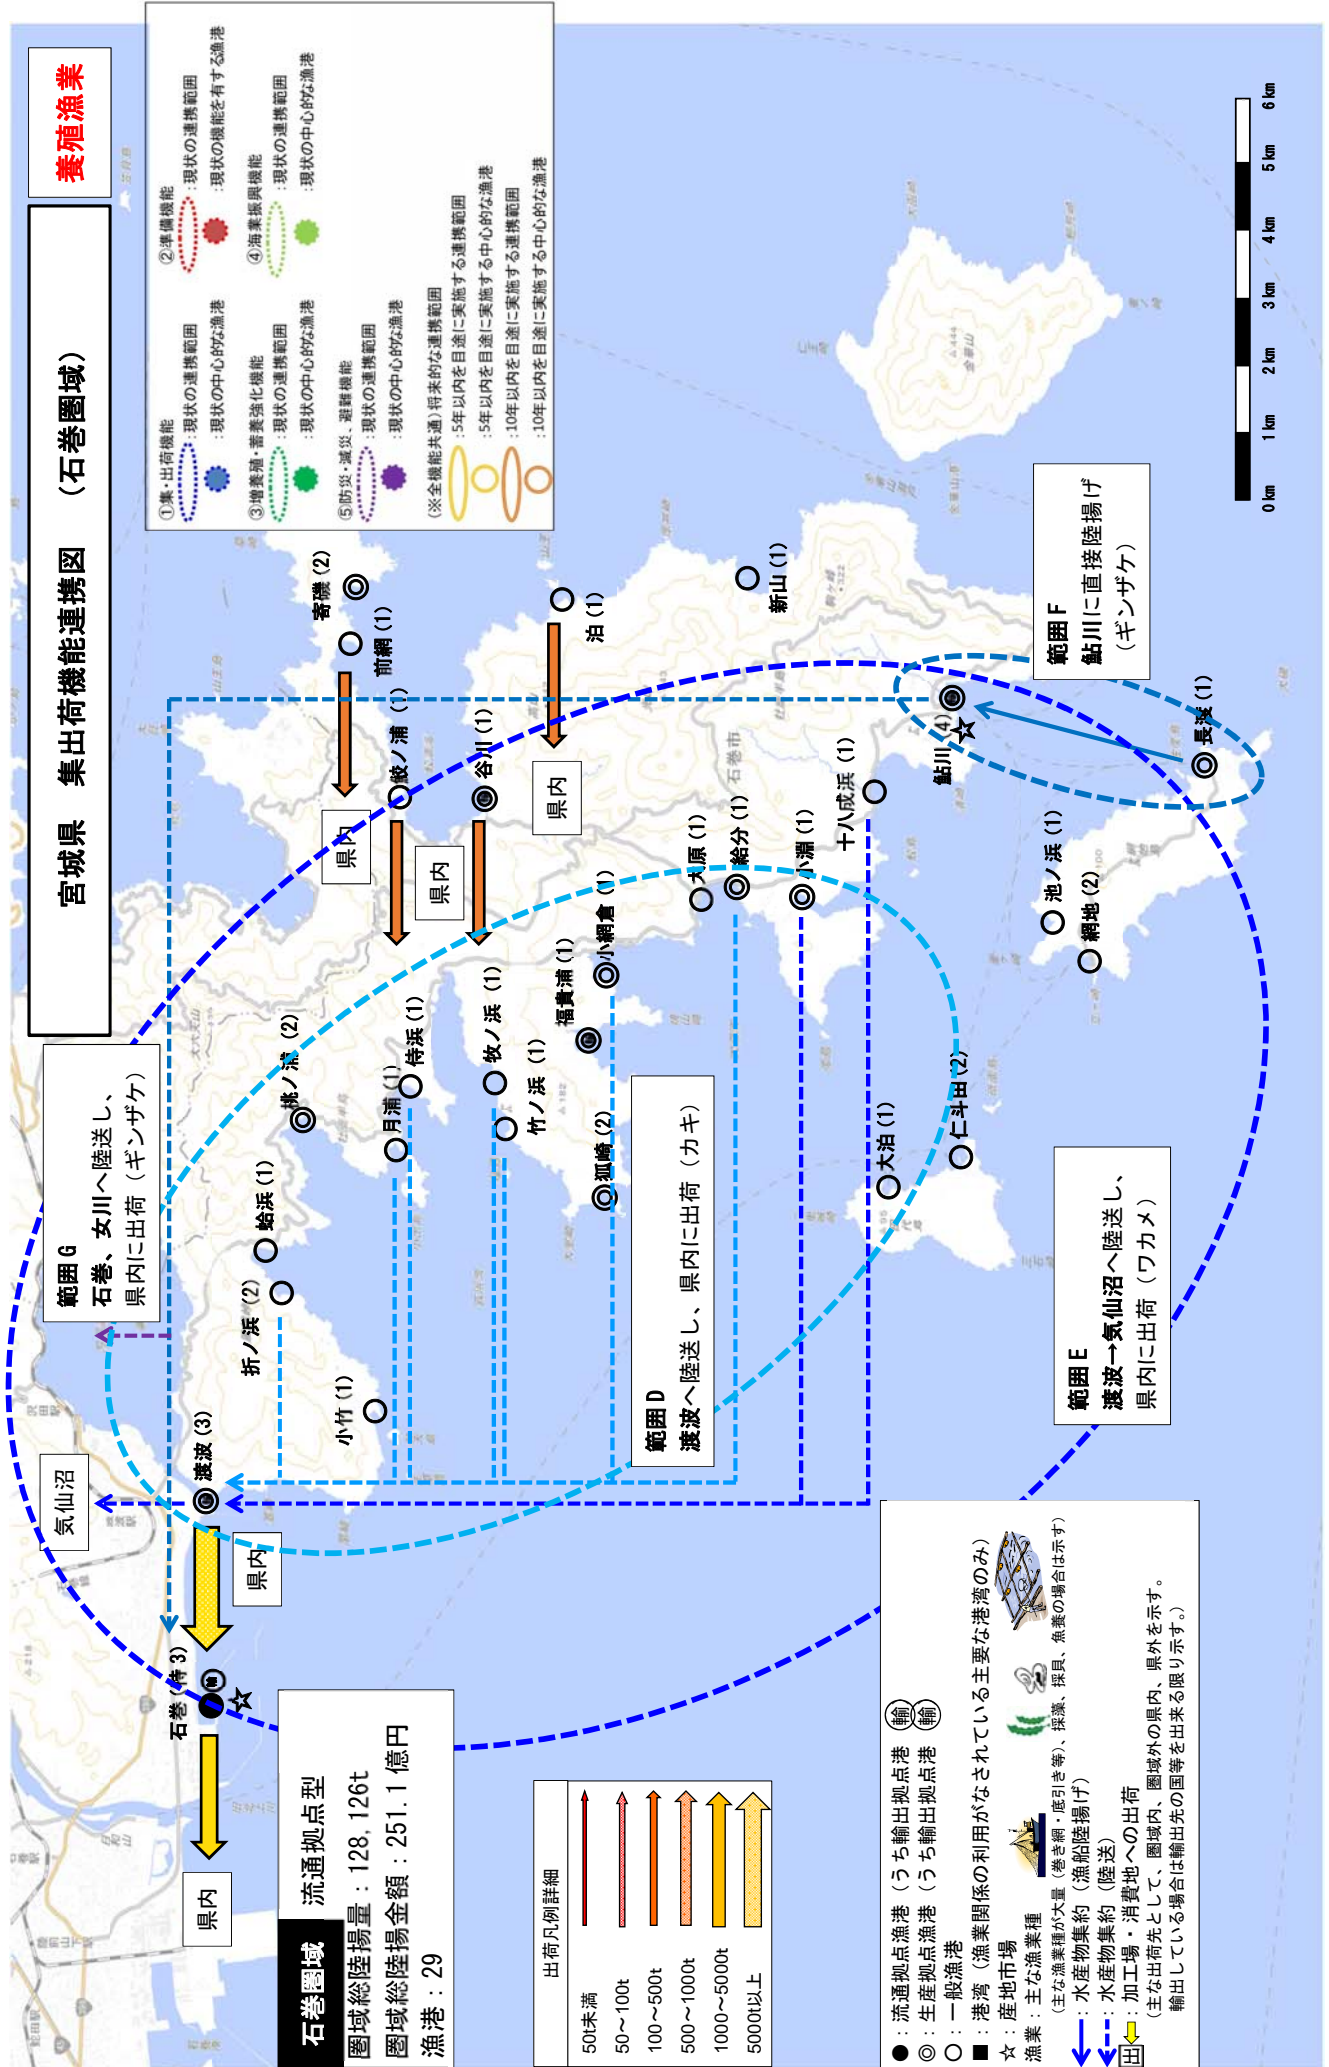 宮城県　集出荷機能連携図　（石巻圏域）
養殖漁業
①集・出荷機能
：現状の連携範囲
：現状の中心的な漁港
②準備機能
：現状の連携範囲
：現状の機能を有する漁港
③増養殖・蓄養強化機能
：現状の連携範囲
：現状の中心的な漁港
④海業振興機能
：現状の連携範囲
：現状の中心的な漁港
⑤防災・減災、避難機能
：現状の連携範囲
：現状の中心的な漁港
（※全機能共通）将来的な連携範囲
：5年以内を目途に実施する連携範囲
：5年以内を目途に実施する中心的な漁港
：10年以内を目途に実施する連携範囲
：10年以内を目途に実施する中心的な漁港
範囲G
石巻、女川へ陸送し、
県内に出荷（ギンザケ）
気仙沼
渡波(3)
県内
石巻(特3)
県内
折ノ浜(2)
蛤浜(1)
桃ノ浦(2)
小竹(1)
月浦(1)
侍浜(1)
牧ノ浜(1)
竹ノ浜(1)
福貴浦(1)
小網倉(1)
狐崎(2)
寄磯(2)
前網(1)
県内
鮫ノ浦(1)
谷川(1)
県内
泊(1)
県内
新山(1)
大原(1)
給分(1)
小淵(1)
十八成浜(1)
鮎川(4)
石巻市
金華山
大泊(1)
仁斗田(2)
池ノ浜(1)
網地(2)
長渡(1)
範囲F
鮎川に直接陸揚げ
（ギンザケ）
範囲D
渡波へ陸送し、県内に出荷（カキ）
範囲E
渡波→気仙沼へ陸送し、
県内に出荷（ワカメ）
0km
1km
2km
3km
4km
5km
6km
石巻圏域　流通拠点型
圏域総陸揚量：128,126t
圏域総陸揚金額：251.1億円
漁港：29
出荷凡例詳細
50t未満
50～100t
100～500t
500～1000t
1000～5000t
5000t以上
●：流通拠点漁港（うち輸出拠点港 輸）
◎：生産拠点漁港（うち輸出拠点港 輸）
○：一般漁港
■：港湾（漁業関係の利用がなされている主要な港湾のみ）
☆：産地市場
漁業：主な漁業種
（主な漁業種が大量（巻き網・底引き等）、採藻、採貝、魚養の場合は示す）
：水産物集約（漁船陸揚げ）
：水産物集約（陸送）
出：加工場・消費地への出荷
（主な出荷先として、圏域内、圏域外の県内、県外を示す。
輸出している場合は輸出先の国等を出来る限り示す。）